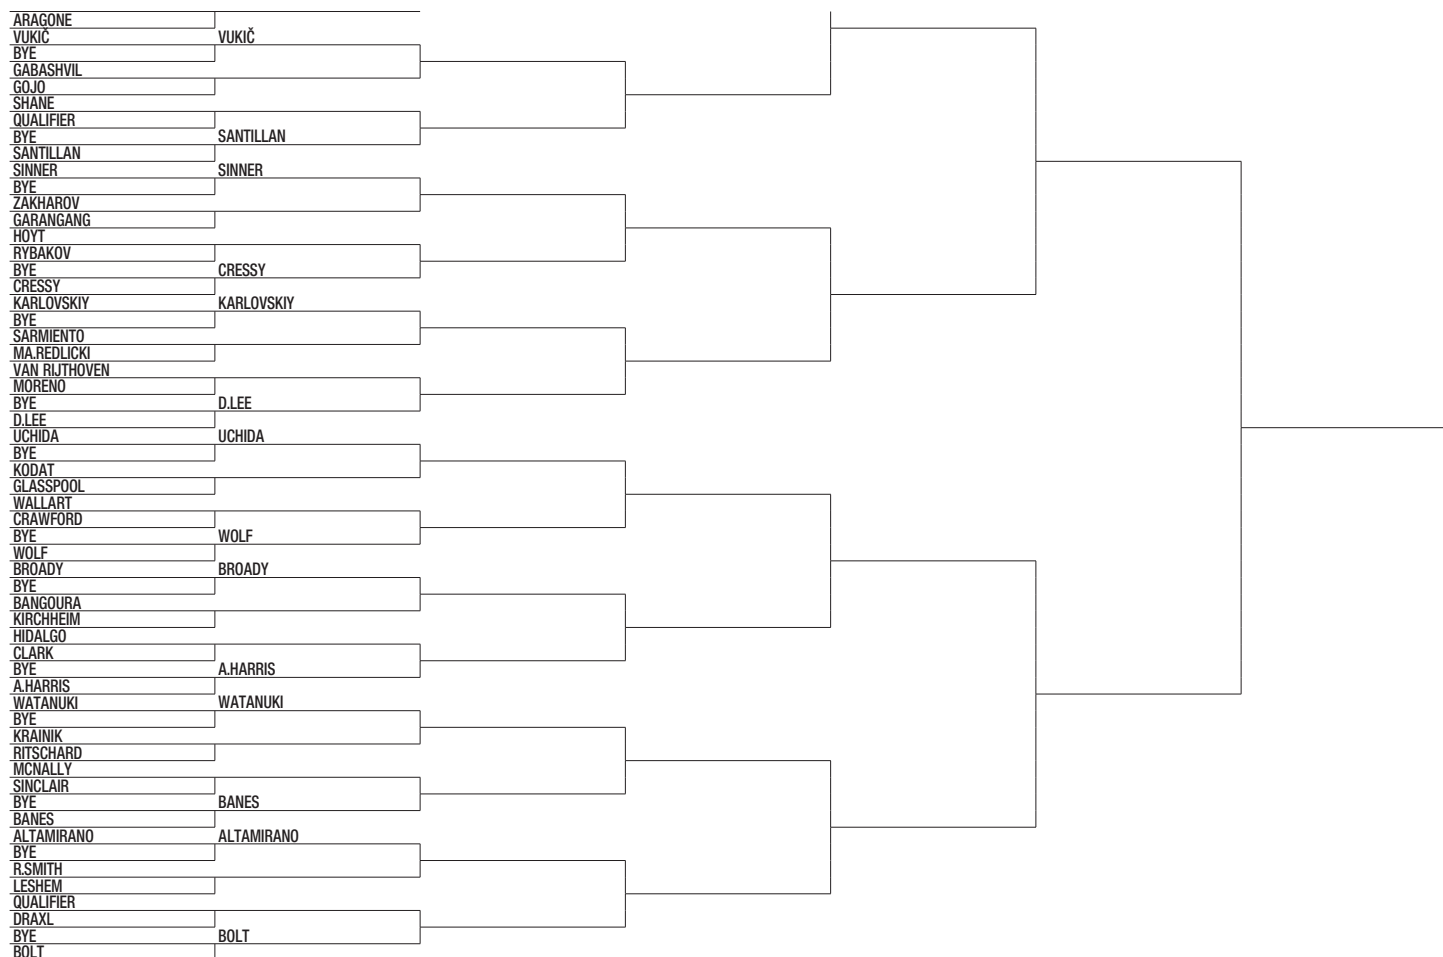 ARAGONE
VUKIČ VUKIČ
BYE
GABASHVIL
GOJO
SHANE
QUALIFIER
BYE SANTILLAN
SANTILLAN
SINNER SINNER
BYE
ZAKHAROV
GARANGANG
HOYT
RYBAKOV
BYE CRESSY
CRESSY
KARLOVSKIY KARLOVSKIY
BYE
SARMIENTO
MA.REDLICKI
VAN RIJTHOVEN
MORENO
BYE D.LEE
D.LEE
UCHIDA UCHIDA
BYE
KODAT
GLASSPOOL
WALLART
CRAWFORD
BYE WOLF
WOLF
BROADY BROADY
BYE
BANGOURA
KIRCHHEIM
HIDALGO
CLARK
BYE A.HARRIS
A.HARRIS
WATANUKI WATANUKI
BYE
KRAINIK
RITSCHARD
MCNALLY
SINCLAIR
BYE BANES
BANES
ALTAMIRANO ALTAMIRANO
BYE
R.SMITH
LESHEM
QUALIFIER
DRAXL
BYE BOLT
BOLT